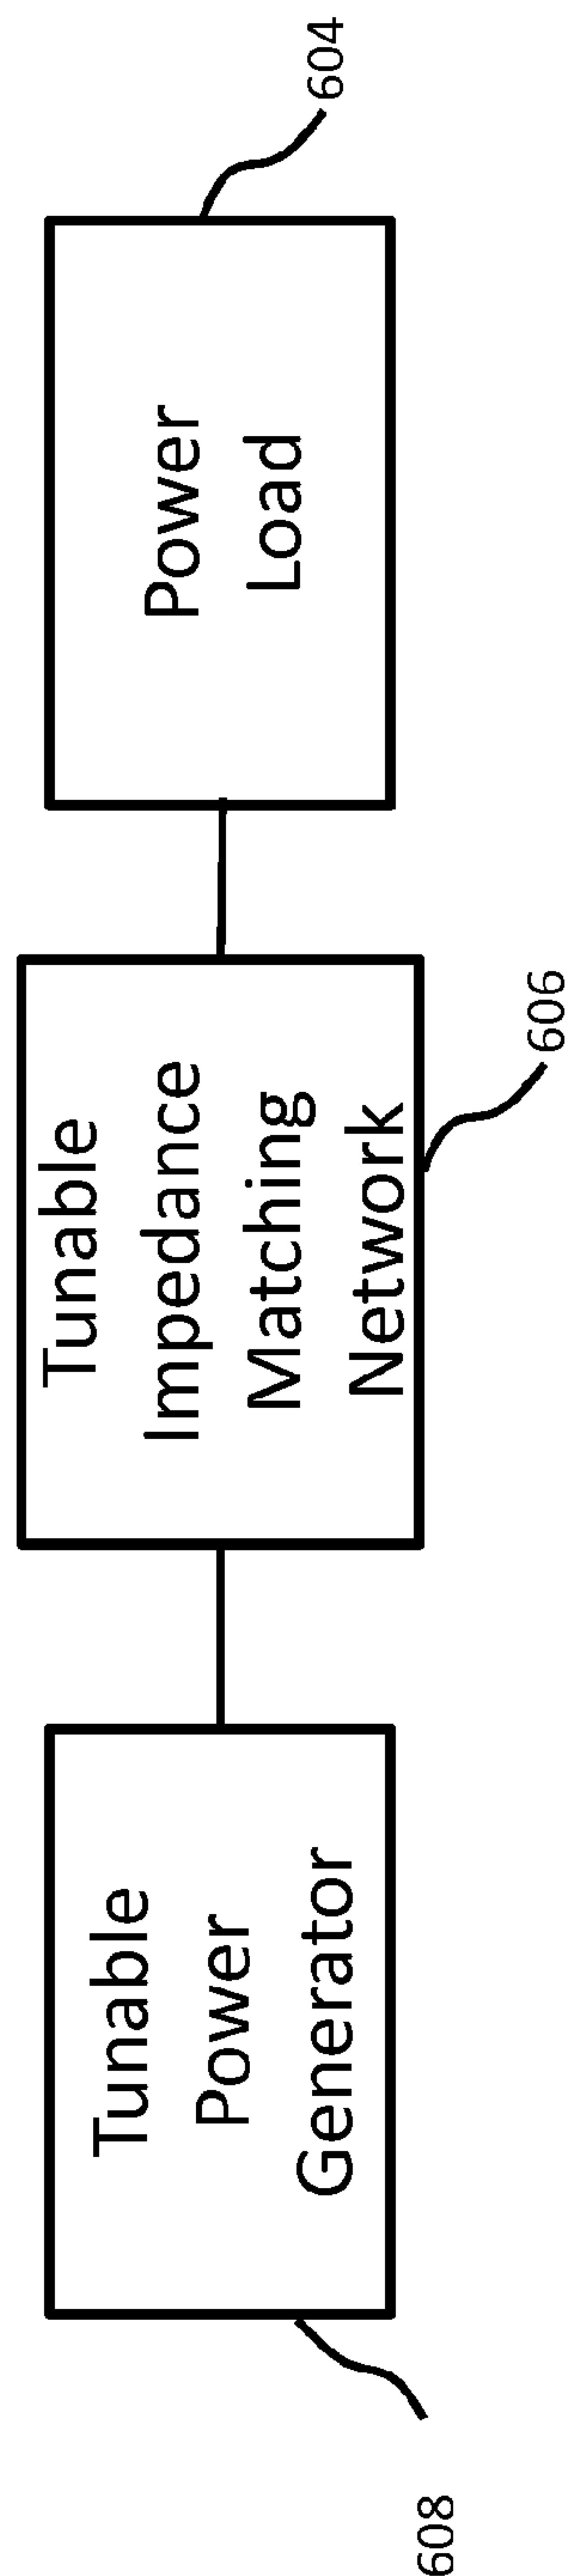 Tunable
Power
Generator
608
Tunable
Impedance
Matching
Network
606
Power
Load
604